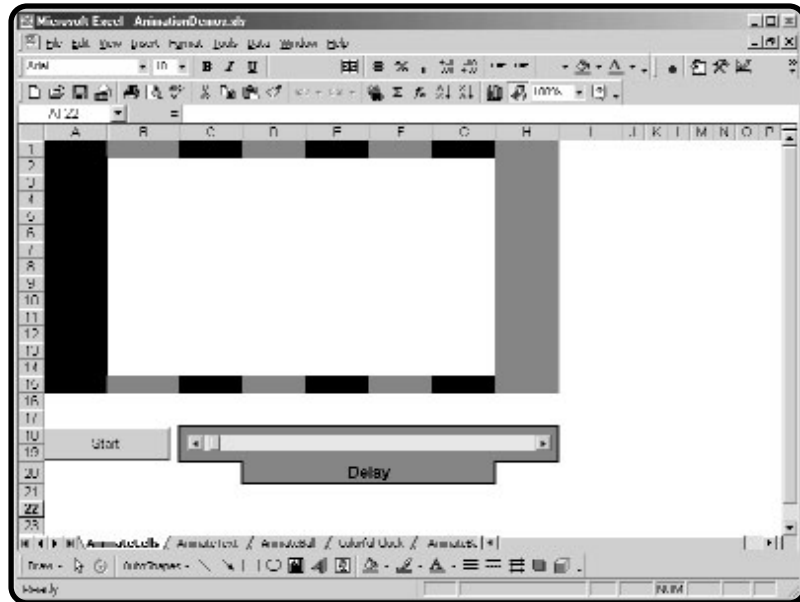 Microsoft Excel AnimationDemos.xls
File Edit View Insert Format Tools Data Window Help
Arial 10 B I U
100%
=
A B C D E F G H I J K L M N O P
1
2
3
4
5
6
7
8
9
10
11
12
13
14
15
16
17
18
19
20
21
22
23
Start
Delay
AnimateCells / AnimateText / AnimateBall / Colorful Clock /
Draw AutoShapes
Ready NUM